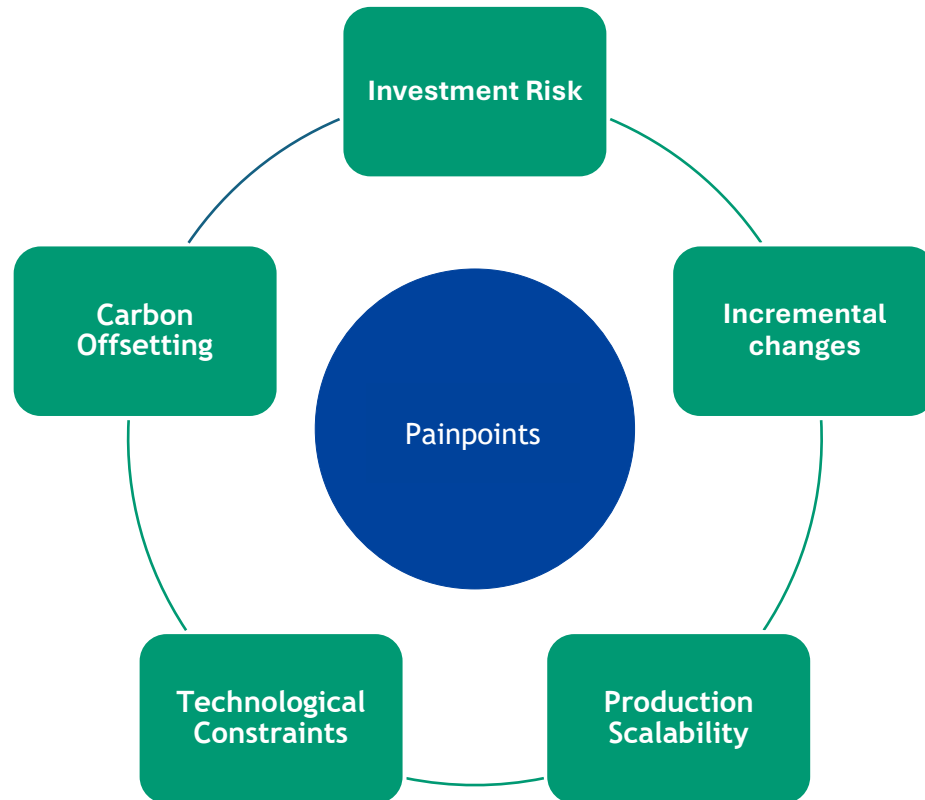 Investment Risk
Incremental
changes
Production
Scalability
Technological
Constraints
Carbon
Offsetting
Painpoints